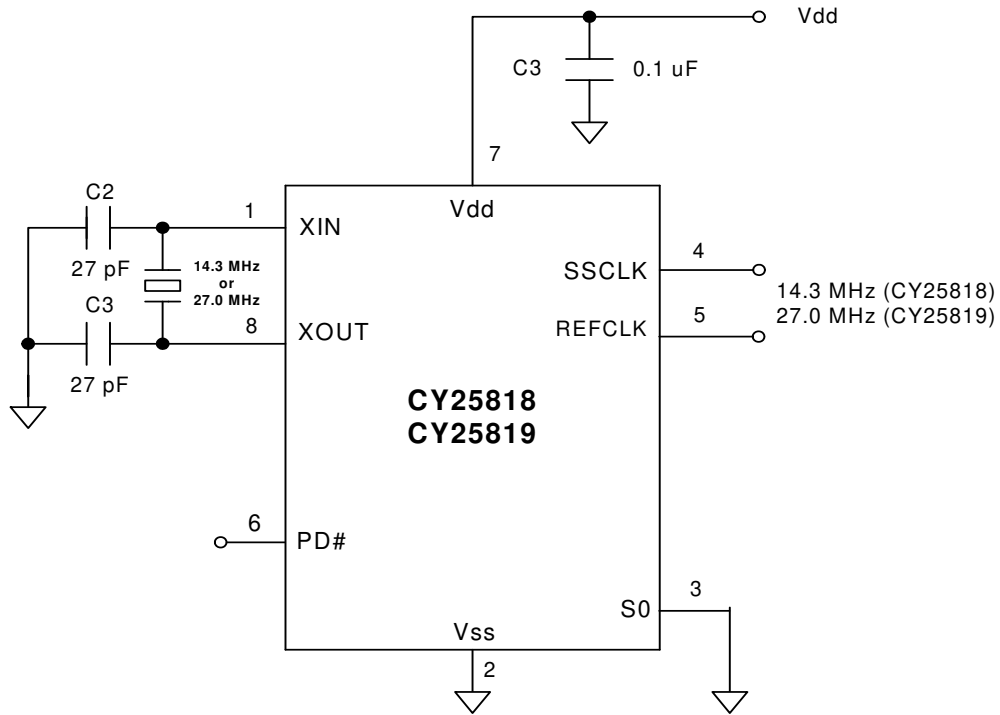 Vdd
C3
0.1 uF
7
Vdd
C2
27 pF
1
XIN
14.3 MHz
or
27.0 MHz
C3
27 pF
8
XOUT
SSCLK
4
REFCLK
5
14.3 MHz (CY25818)
27.0 MHz (CY25819)
CY25818
CY25819
6
PD#
S0
3
Vss
2